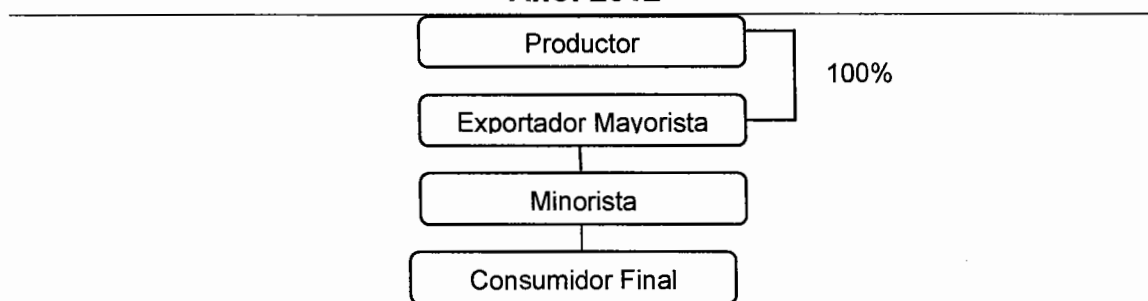 Productor
100%
Exportador Mayorista
Minorista
Consumidor Final